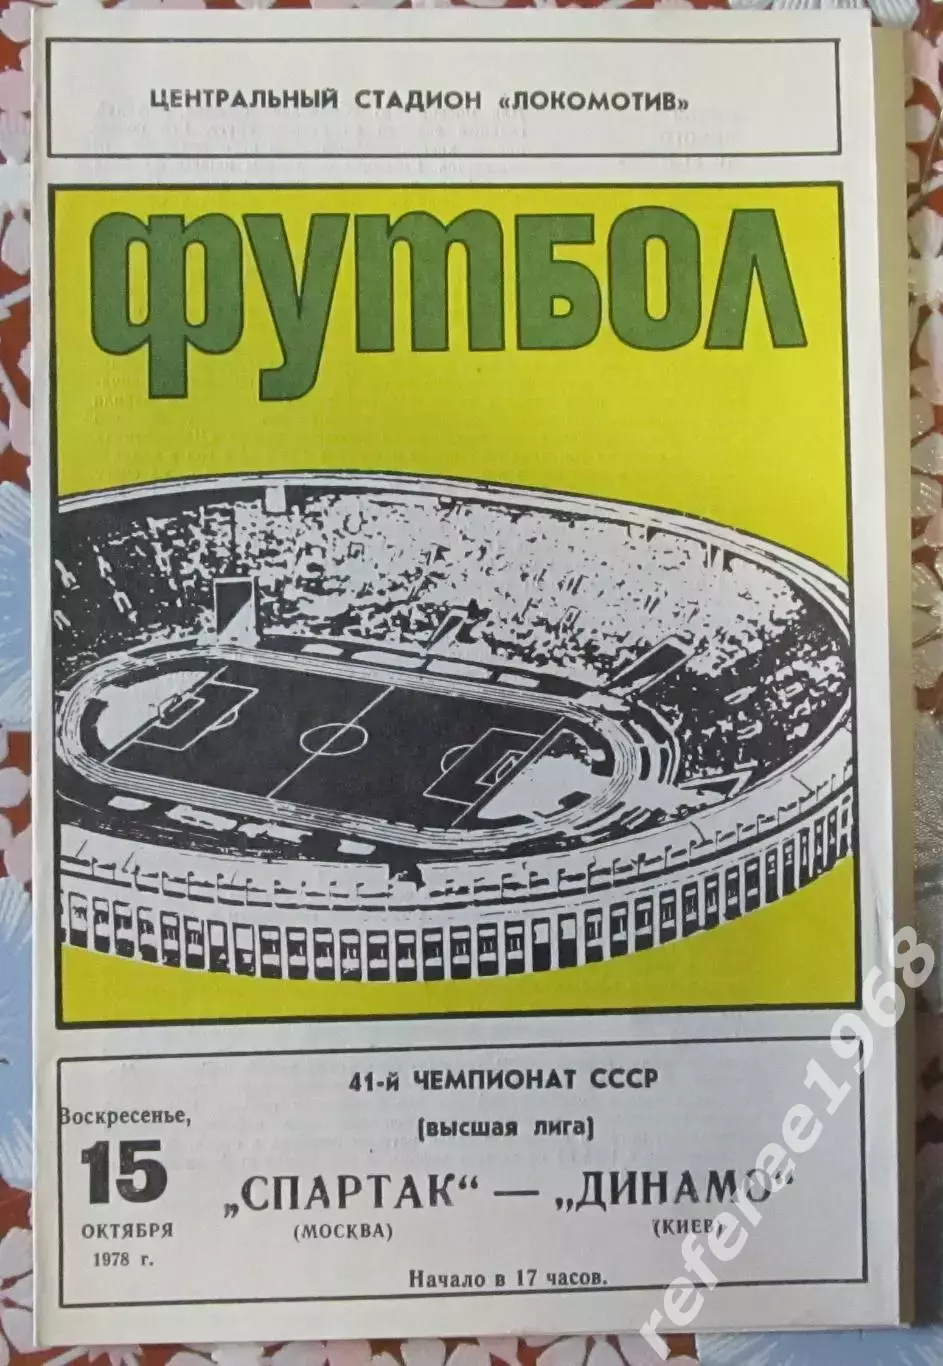 ЦЕНТРАЛЬНЫЙ СТАДИОН «ЛОКОМОТИВ»
ФУТБОЛ
41-й ЧЕМПИОНАТ СССР
(ВЫСШАЯ ЛИГА)
Воскресенье,
15
ОКТЯБРЯ
1978 г.
„СПАРТАК“ — „ДИНАМО“
(МОСКВА) (КИЕВ)
Начало в 17 часов.
referee1968